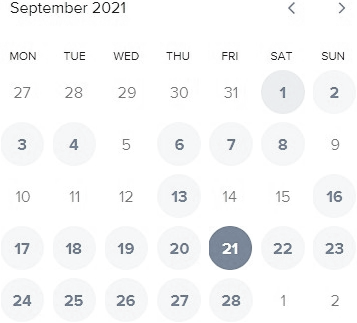 September 2021
MON TUE WED THU FRI SAT SUN
27 28 29 30 31 1 2
3 4 5 6 7 8 9
10 11 12 13 14 15 16
17 18 19 20 21 22 23
24 25 26 27 28 1 2